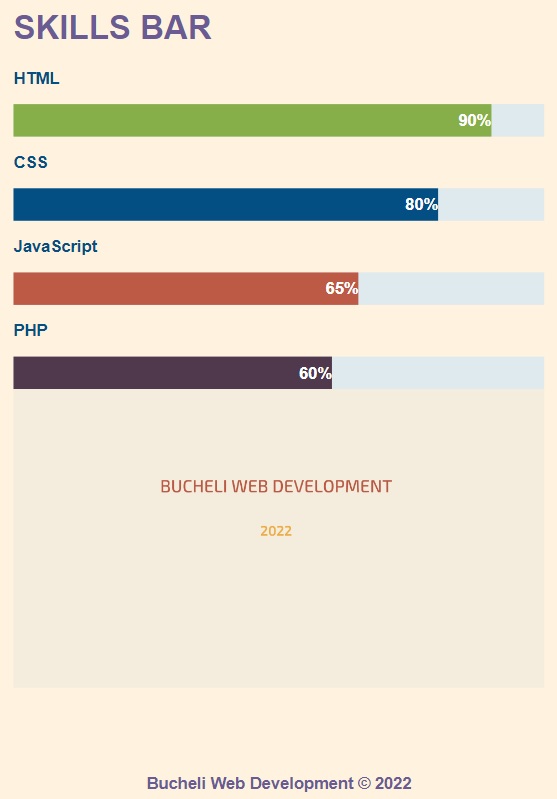 SKILLS BAR
HTML
90%
CSS
80%
JavaScript
65%
PHP
60%
BUCHELI WEB DEVELOPMENT
2022
Bucheli Web Development © 2022